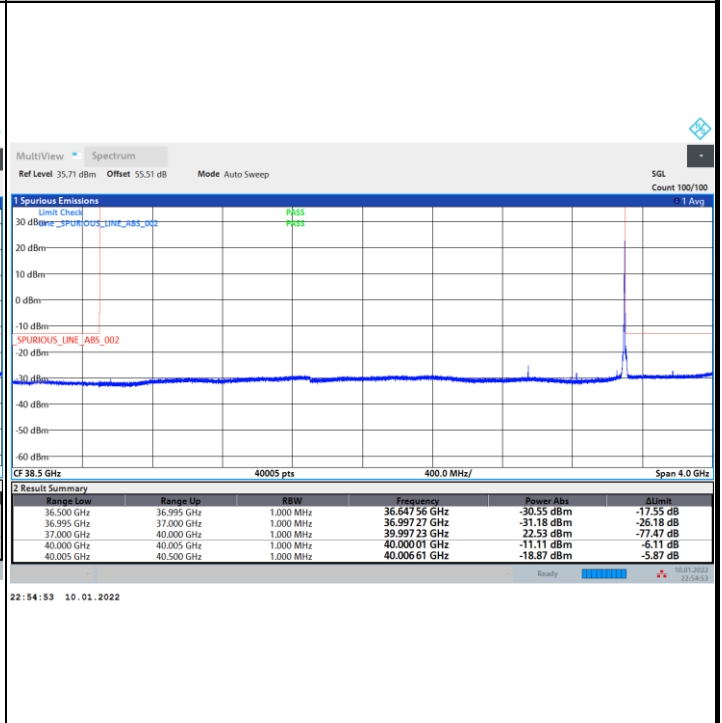 MultiView Spectrum
Ref Level 35.71 dBm Offset 55.51 dB Mode Auto Sweep SGL
Count 100/100
1 Spurious Emissions 1 Avg
Limit Check PASS
30 dBm Line _SPURIOUS_LINE_ABS_002 PASS
20 dBm
10 dBm
0 dBm
-10 dBm
_SPURIOUS_LINE_ABS_002
-20 dBm
-30 dBm
-40 dBm
-50 dBm
-60 dBm
CF 38.5 GHz 40005 pts 400.0 MHz/ Span 4.0 GHz
2 Result Summary
Range Low Range Up RBW Frequency Power Abs ΔLimit
36.500 GHz 36.995 GHz 1.000 MHz 36.647 56 GHz -30.55 dBm -17.55 dB
36.995 GHz 37.000 GHz 1.000 MHz 36.997 27 GHz -31.18 dBm -26.18 dB
37.000 GHz 40.000 GHz 1.000 MHz 39.997 23 GHz 22.53 dBm -77.47 dB
40.000 GHz 40.005 GHz 1.000 MHz 40.000 01 GHz -11.11 dBm -6.11 dB
40.005 GHz 40.500 GHz 1.000 MHz 40.006 61 GHz -18.87 dBm -5.87 dB
Ready 10.01.2022
22:54:53
22:54:53 10.01.2022